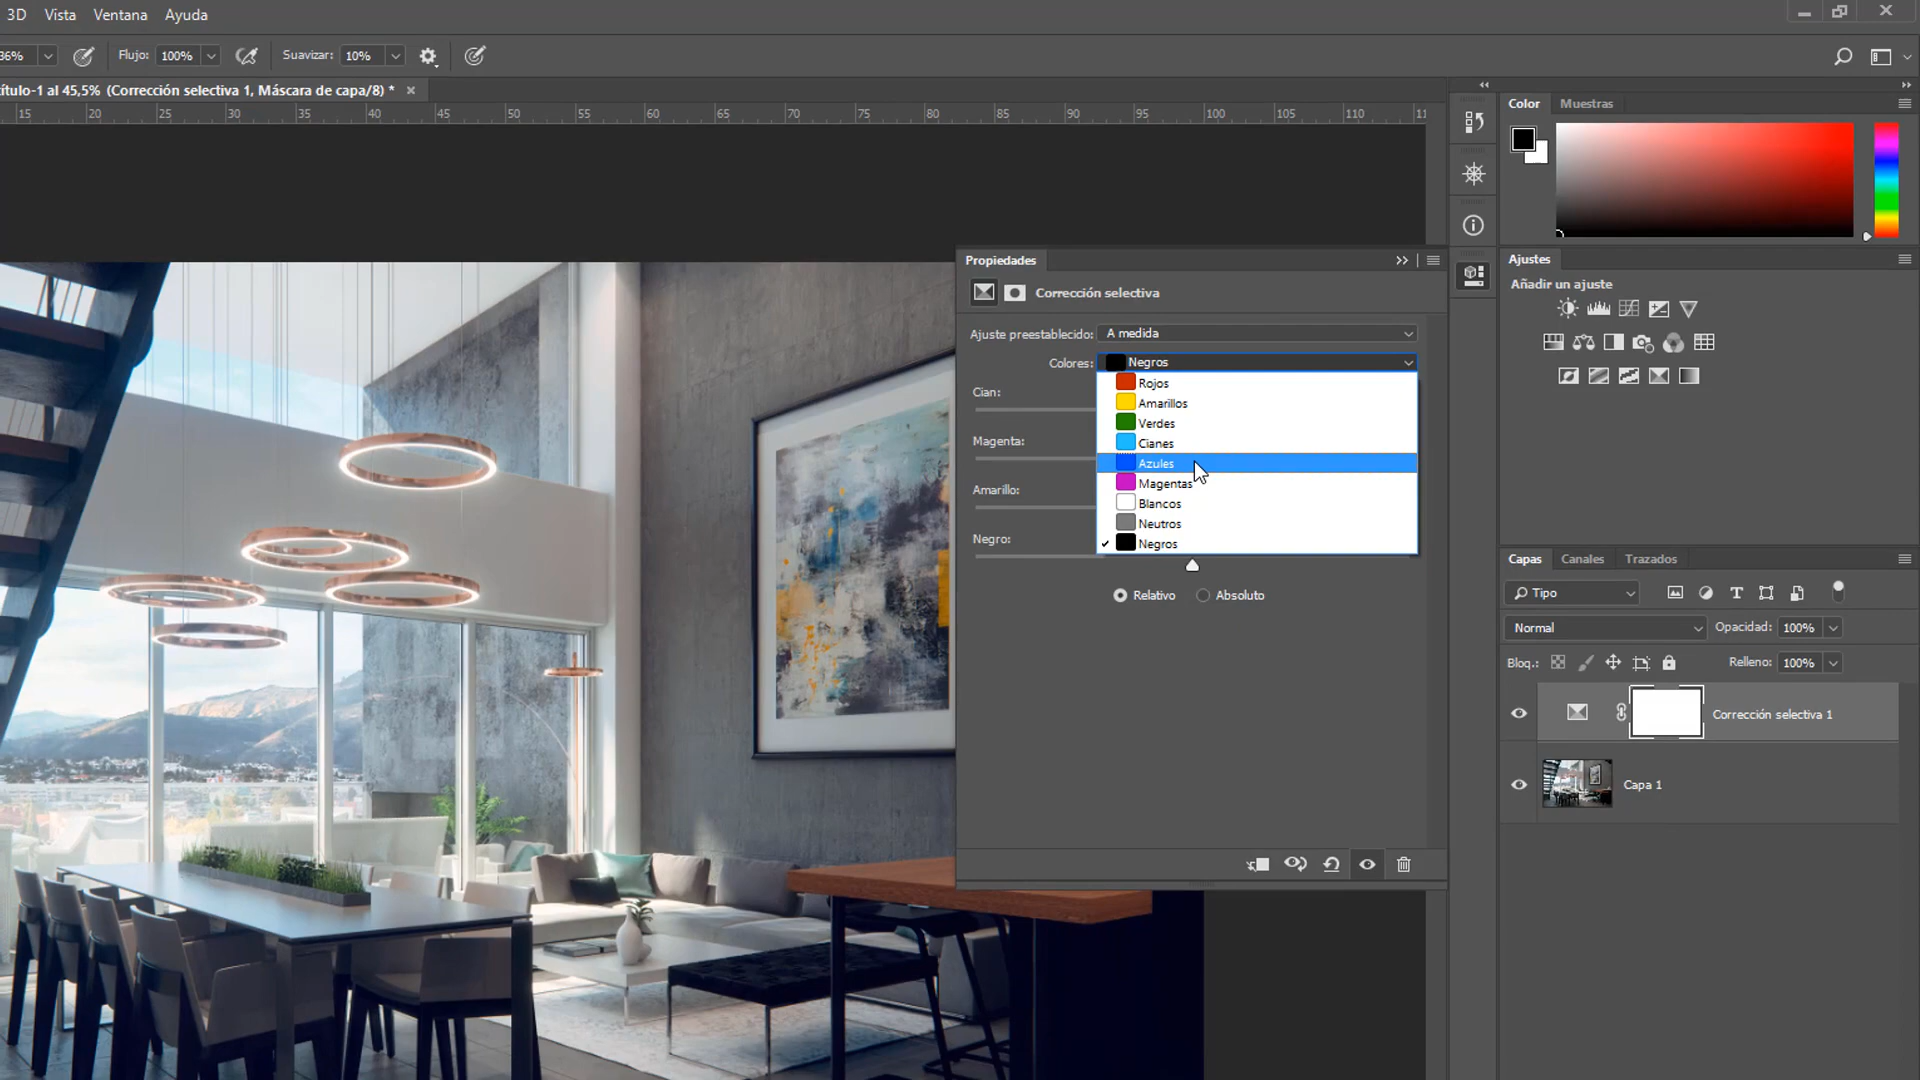 3D Vista Ventana Ayuda
36% Flujo: 100% Suavizar: 10%
ítulo-1 al 45,5% (Corrección selectiva 1, Máscara de capa/8) *
15 20 25 30 35 40 45 50 55 60 65 70 75 80 85 90 95 100 105 110 11
Color Muestras
Propiedades
Corrección selectiva
Ajuste preestablecido: A medida
Colores: Negros
Rojos
Amarillos
Verdes
Cianes
Azules
Magentas
Blancos
Neutros
Negros
Cian:
Magenta:
Amarillo:
Negro:
Relativo Absoluto
Ajustes
Añadir un ajuste
Capas Canales Trazados
Tipo
Normal Opacidad: 100%
Bloq.: Relleno: 100%
Corrección selectiva 1
Capa 1